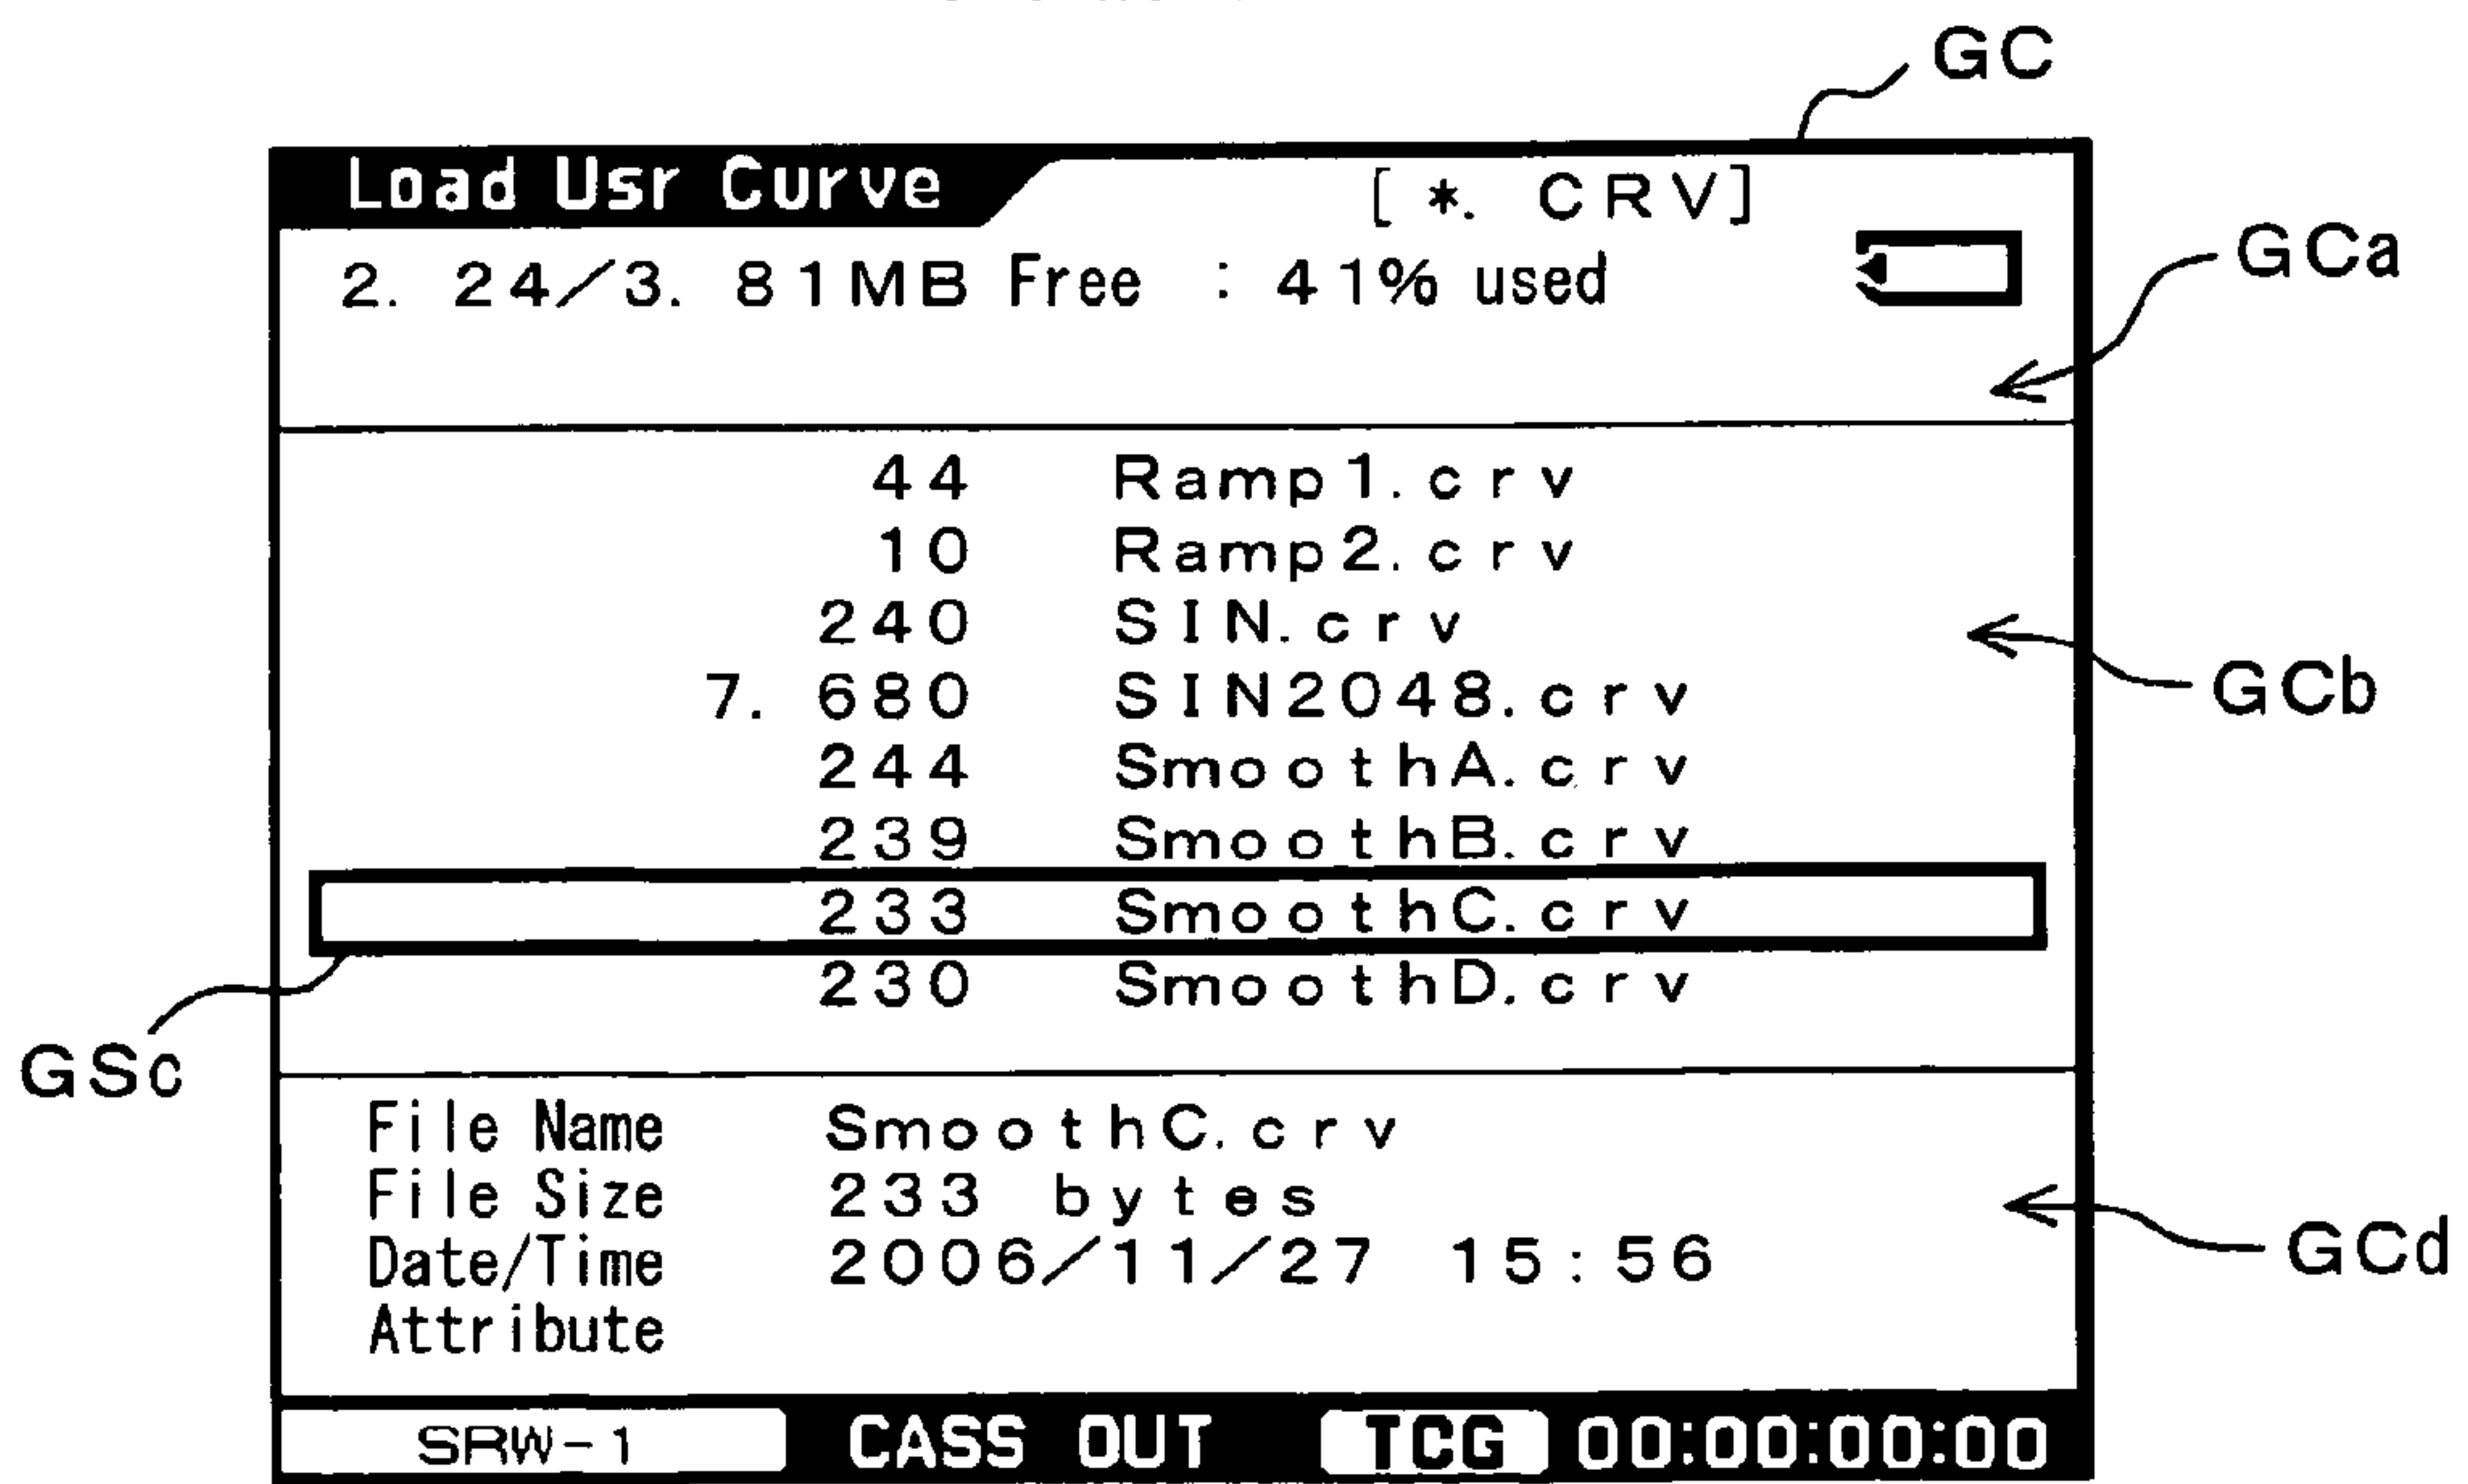 GC
Load Usr Curve [ *. CRV]
GCa
2. 24/3. 81MB Free : 41% used
44 Ramp1.crv
10 Ramp2.crv
240 SIN.crv
7. 680 SIN2048.crv
GCb
244 SmoothA.crv
239 SmoothB.crv
233 SmoothC.crv
230 SmoothD.crv
GSc
File Name SmoothC.crv
File Size 233 bytes
Date/Time 2006/11/27 15:56
GCd
Attribute
SRW-1 CASS OUT TCG 00:00:00:00